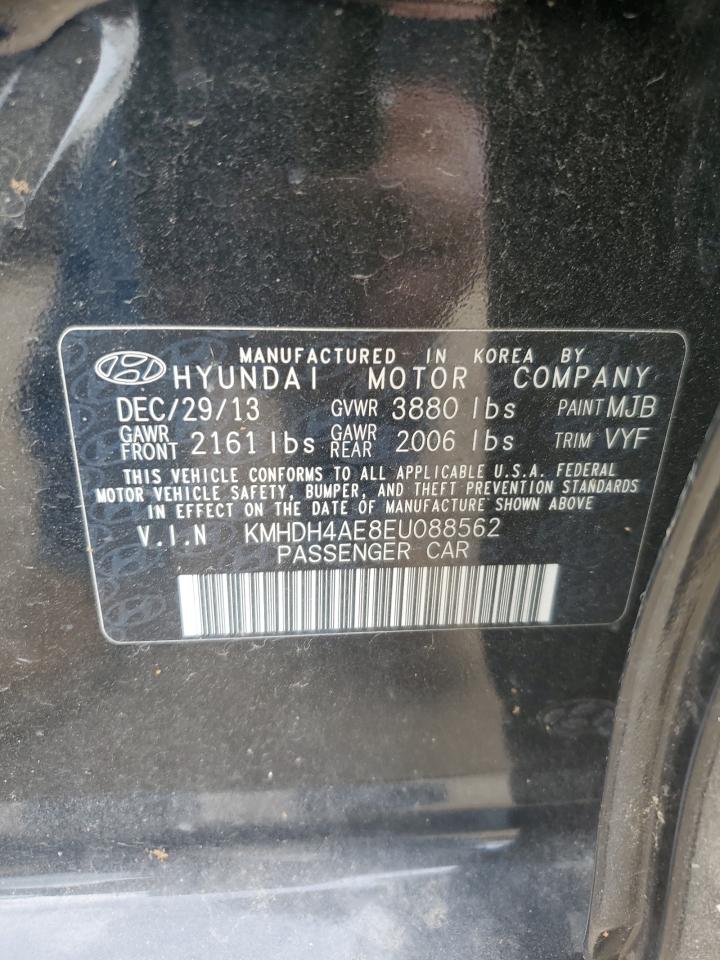 MANUFACTURED IN KOREA BY
HYUNDAI MOTOR COMPANY
DEC/29/13 GVWR 3880 lbs PAINT MJB
GAWR FRONT 2161 lbs GAWR REAR 2006 lbs TRIM VYF
THIS VEHICLE CONFORMS TO ALL APPLICABLE U.S.A. FEDERAL
MOTOR VEHICLE SAFETY, BUMPER, AND THEFT PREVENTION STANDARDS
IN EFFECT ON THE DATE OF MANUFACTURE SHOWN ABOVE
V.I.N KMHDH4AE8EU088562
PASSENGER CAR